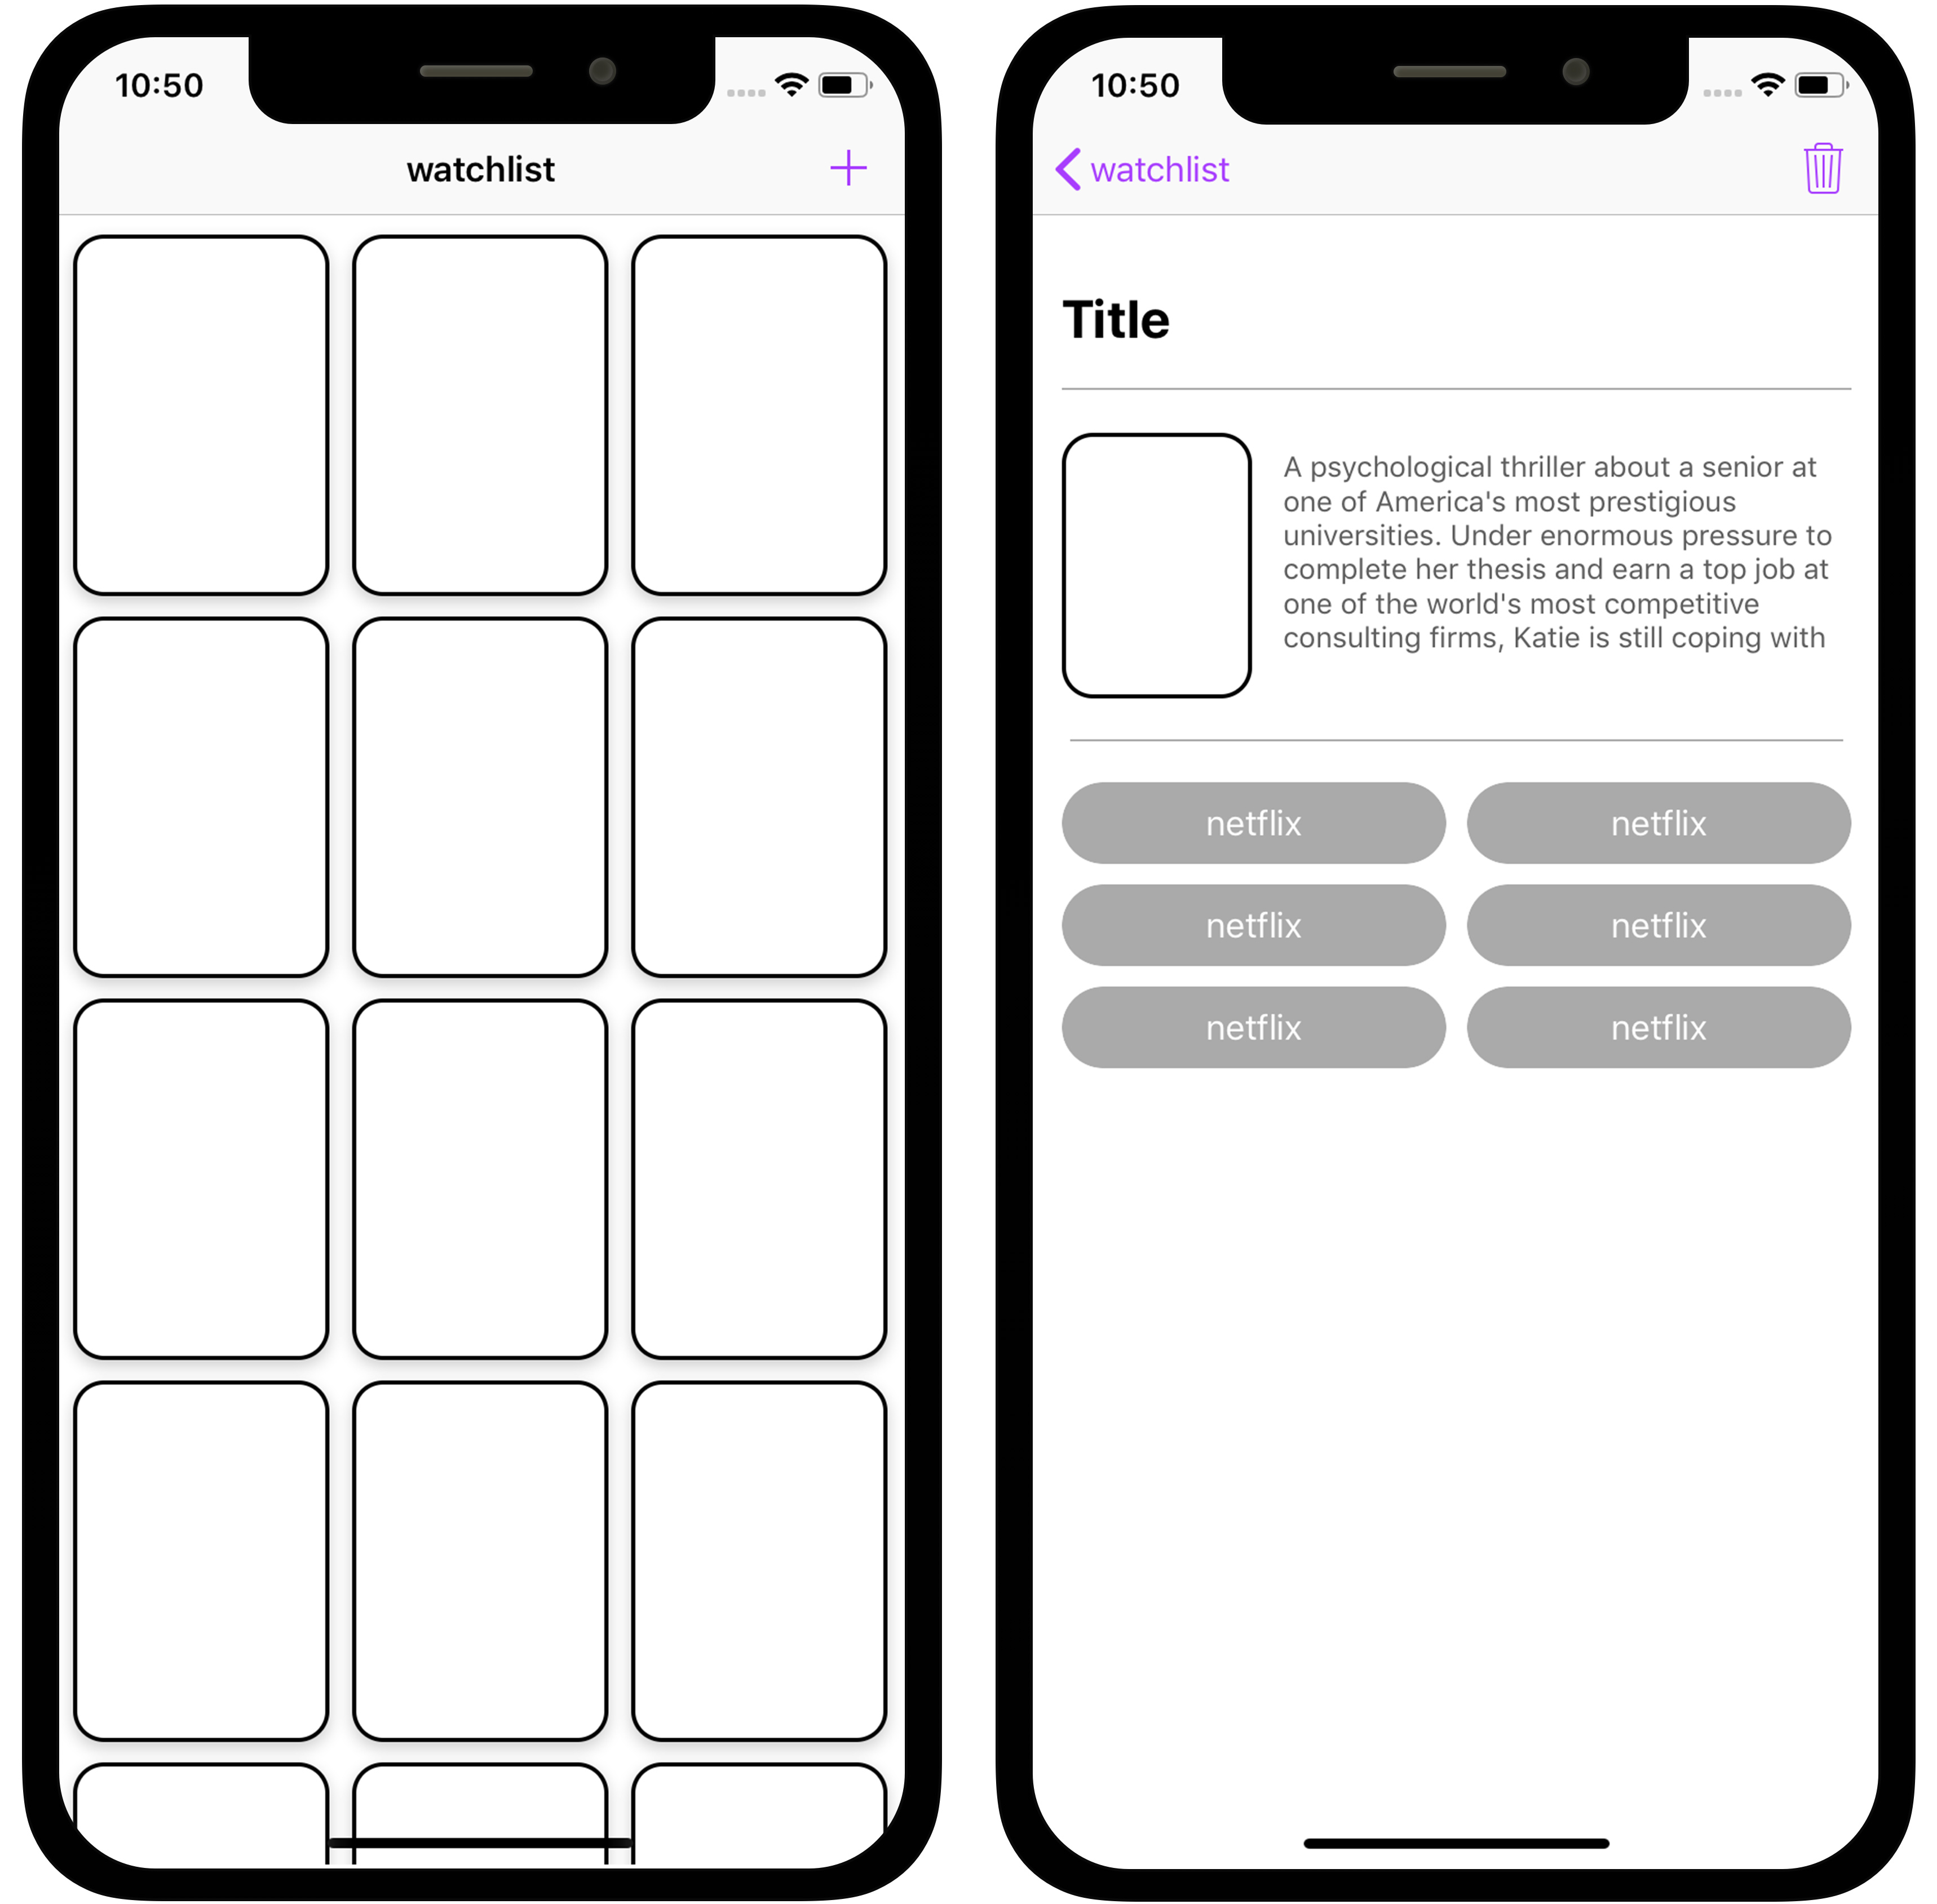 10:50
watchlist
10:50
watchlist
Title
A psychological thriller about a senior at
one of America's most prestigious
universities. Under enormous pressure to
complete her thesis and earn a top job at
one of the world's most competitive
consulting firms, Katie is still coping with
netflix
netflix
netflix
netflix
netflix
netflix